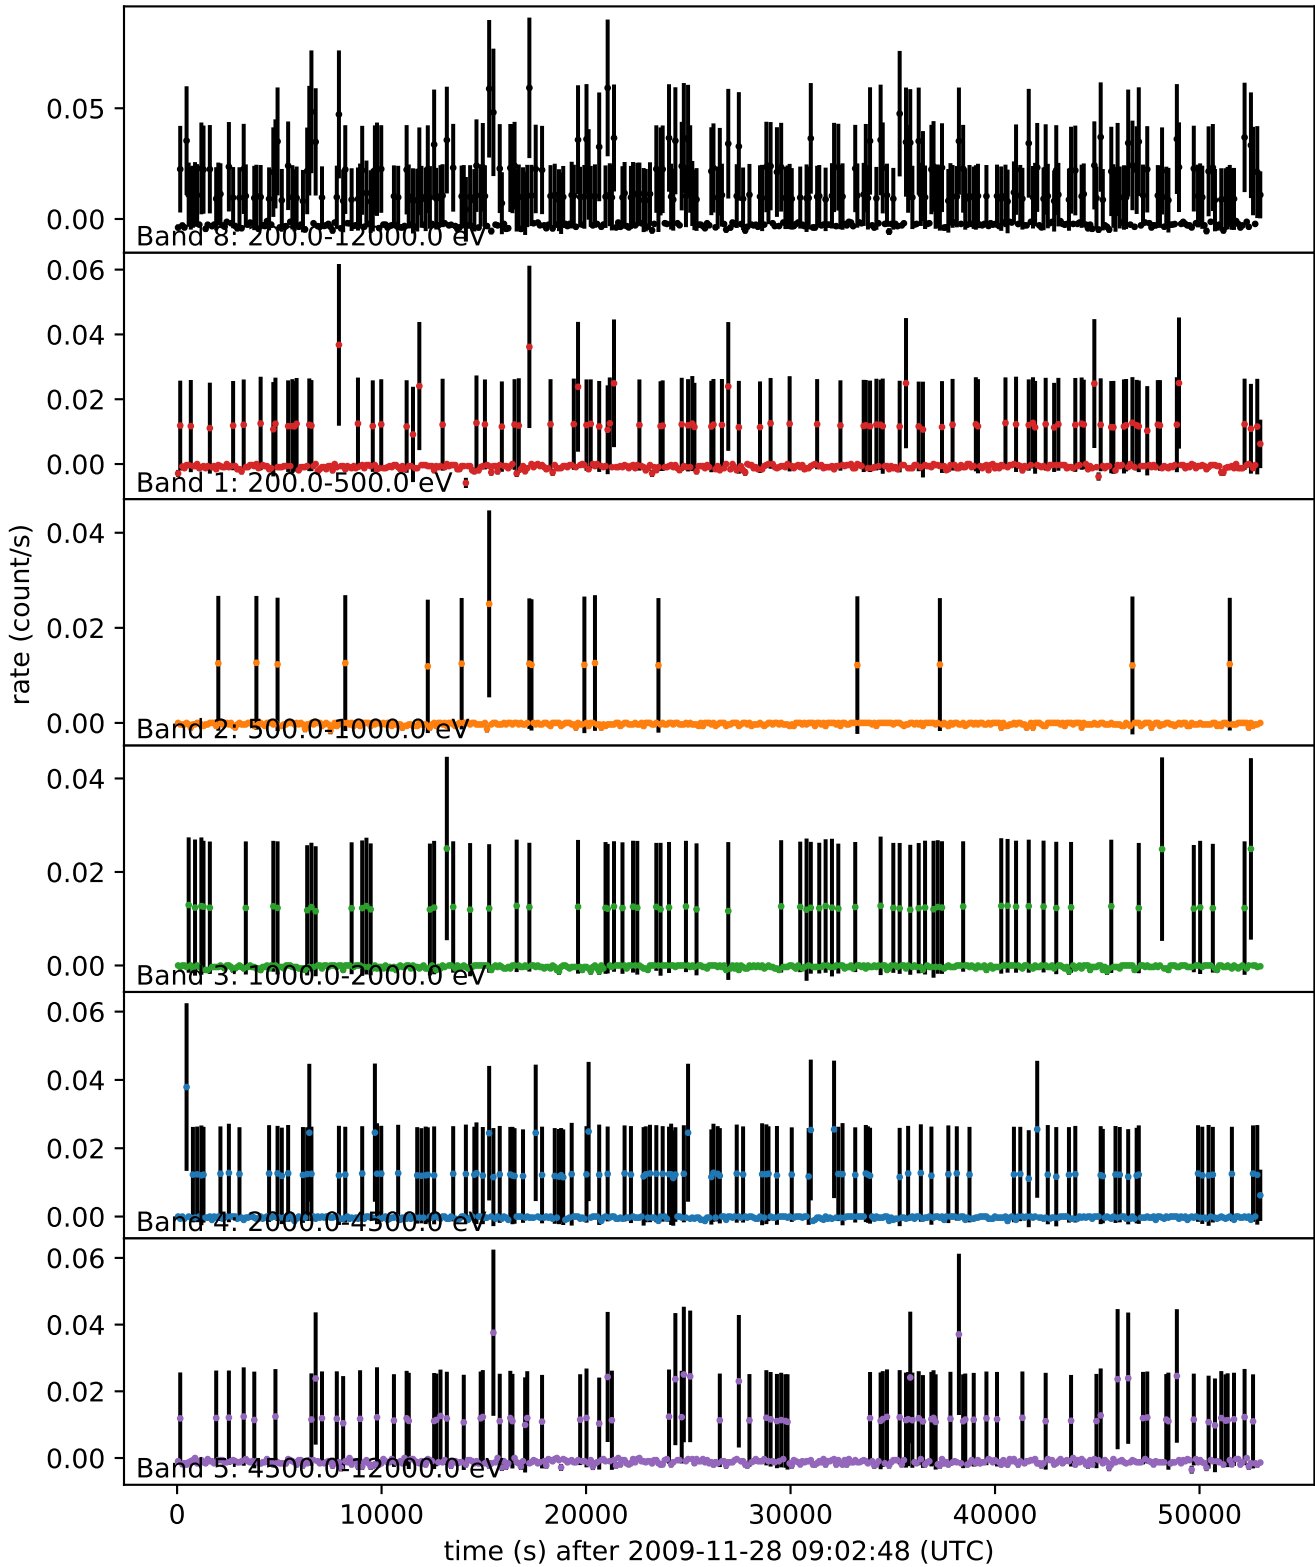 0.05
0.00
Band 8: 200.0-12000.0 eV
0.06
0.04
0.02
0.00
Band 1: 200.0-500.0 eV
0.04
0.02
0.00
Band 2: 500.0-1000.0 eV
0.04
0.02
0.00
Band 3: 1000.0-2000.0 eV
0.06
0.04
0.02
0.00
Band 4: 2000.0-4500.0 eV
0.06
0.04
0.02
0.00
Band 5: 4500.0-12000.0 eV
rate (count/s)
0 10000 20000 30000 40000 50000
time (s) after 2009-11-28 09:02:48 (UTC)